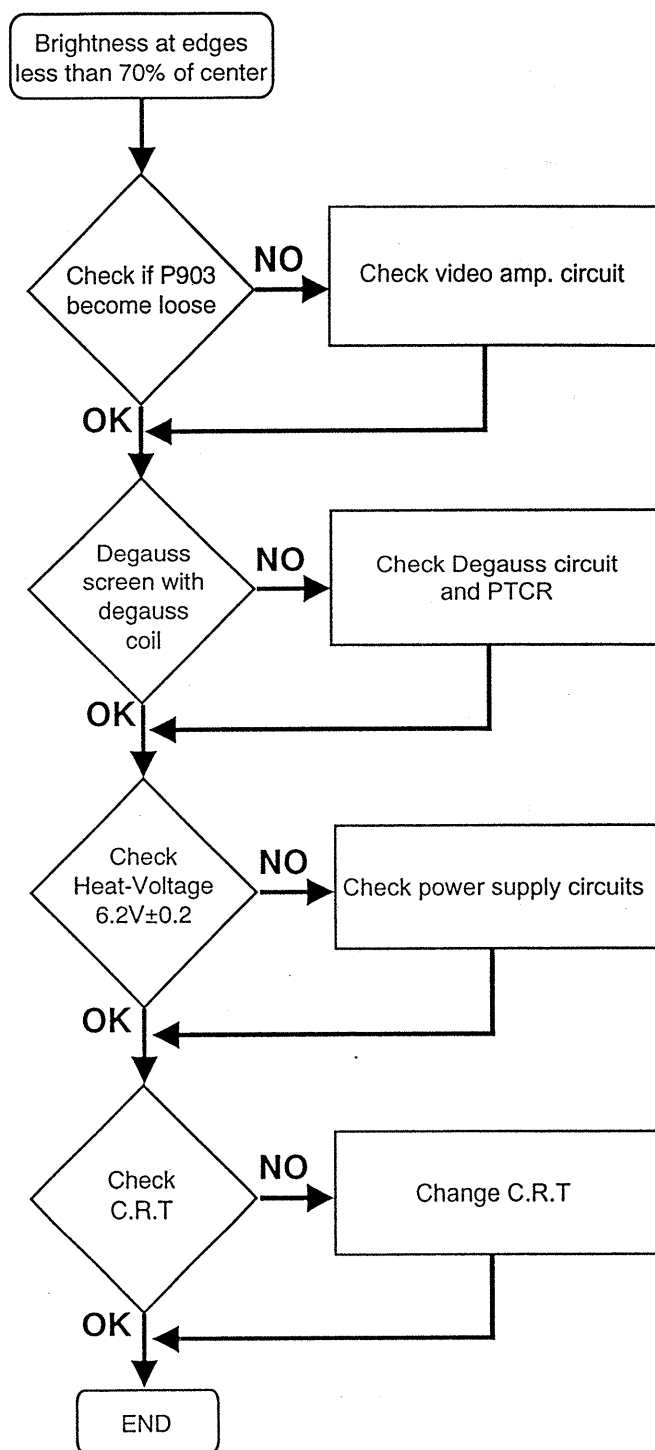 Brightness at edges
less than 70% of center
Check if P903
become loose
NO
Check video amp. circuit
OK
Degauss
screen with
degauss
coil
NO
Check Degauss circuit
and PTCR
OK
Check
Heat-Voltage
6.2V±0.2
NO
Check power supply circuits
OK
Check
C.R.T
NO
Change C.R.T
OK
END